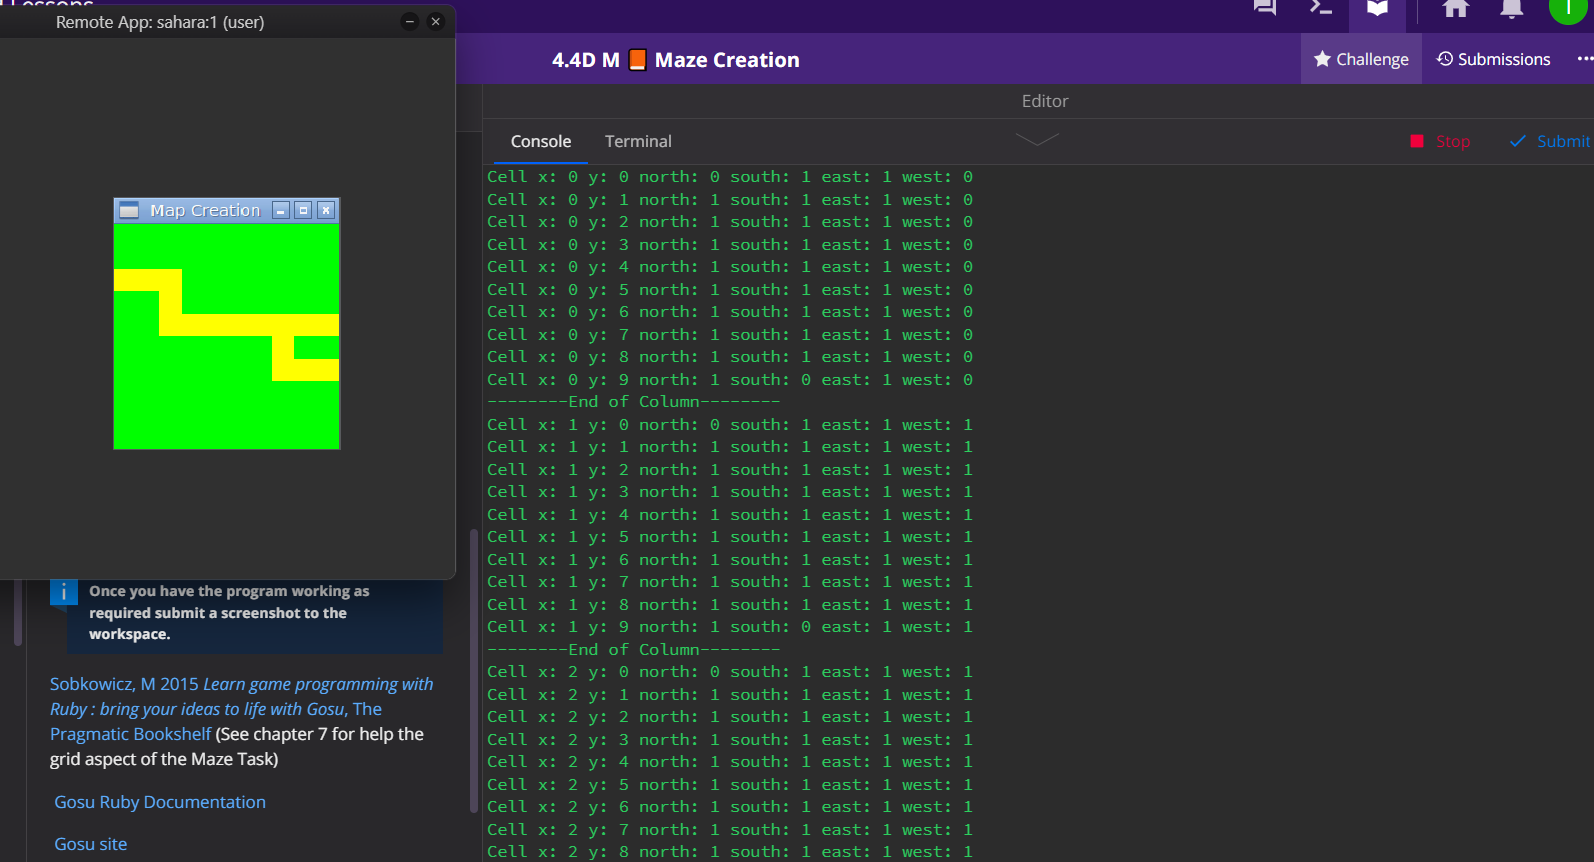 Remote App: sahara:1 (user)
4.4D M 📙 Maze Creation
Challenge
Submissions
Editor
Console
Terminal
Stop
Submit
Map Creation
Cell x: 0 y: 0 north: 0 south: 1 east: 1 west: 0
Cell x: 0 y: 1 north: 1 south: 1 east: 1 west: 0
Cell x: 0 y: 2 north: 1 south: 1 east: 1 west: 0
Cell x: 0 y: 3 north: 1 south: 1 east: 1 west: 0
Cell x: 0 y: 4 north: 1 south: 1 east: 1 west: 0
Cell x: 0 y: 5 north: 1 south: 1 east: 1 west: 0
Cell x: 0 y: 6 north: 1 south: 1 east: 1 west: 0
Cell x: 0 y: 7 north: 1 south: 1 east: 1 west: 0
Cell x: 0 y: 8 north: 1 south: 1 east: 1 west: 0
Cell x: 0 y: 9 north: 1 south: 0 east: 1 west: 0
--------End of Column--------
Cell x: 1 y: 0 north: 0 south: 1 east: 1 west: 1
Cell x: 1 y: 1 north: 1 south: 1 east: 1 west: 1
Cell x: 1 y: 2 north: 1 south: 1 east: 1 west: 1
Cell x: 1 y: 3 north: 1 south: 1 east: 1 west: 1
Cell x: 1 y: 4 north: 1 south: 1 east: 1 west: 1
Cell x: 1 y: 5 north: 1 south: 1 east: 1 west: 1
Cell x: 1 y: 6 north: 1 south: 1 east: 1 west: 1
Cell x: 1 y: 7 north: 1 south: 1 east: 1 west: 1
Cell x: 1 y: 8 north: 1 south: 1 east: 1 west: 1
Cell x: 1 y: 9 north: 1 south: 0 east: 1 west: 1
--------End of Column--------
Cell x: 2 y: 0 north: 0 south: 1 east: 1 west: 1
Cell x: 2 y: 1 north: 1 south: 1 east: 1 west: 1
Cell x: 2 y: 2 north: 1 south: 1 east: 1 west: 1
Cell x: 2 y: 3 north: 1 south: 1 east: 1 west: 1
Cell x: 2 y: 4 north: 1 south: 1 east: 1 west: 1
Cell x: 2 y: 5 north: 1 south: 1 east: 1 west: 1
Cell x: 2 y: 6 north: 1 south: 1 east: 1 west: 1
Cell x: 2 y: 7 north: 1 south: 1 east: 1 west: 1
Cell x: 2 y: 8 north: 1 south: 1 east: 1 west: 1
Once you have the program working as
required submit a screenshot to the
workspace.
Sobkowicz, M 2015 Learn game programming with
Ruby : bring your ideas to life with Gosu, The
Pragmatic Bookshelf (See chapter 7 for help the
grid aspect of the Maze Task)
Gosu Ruby Documentation
Gosu site